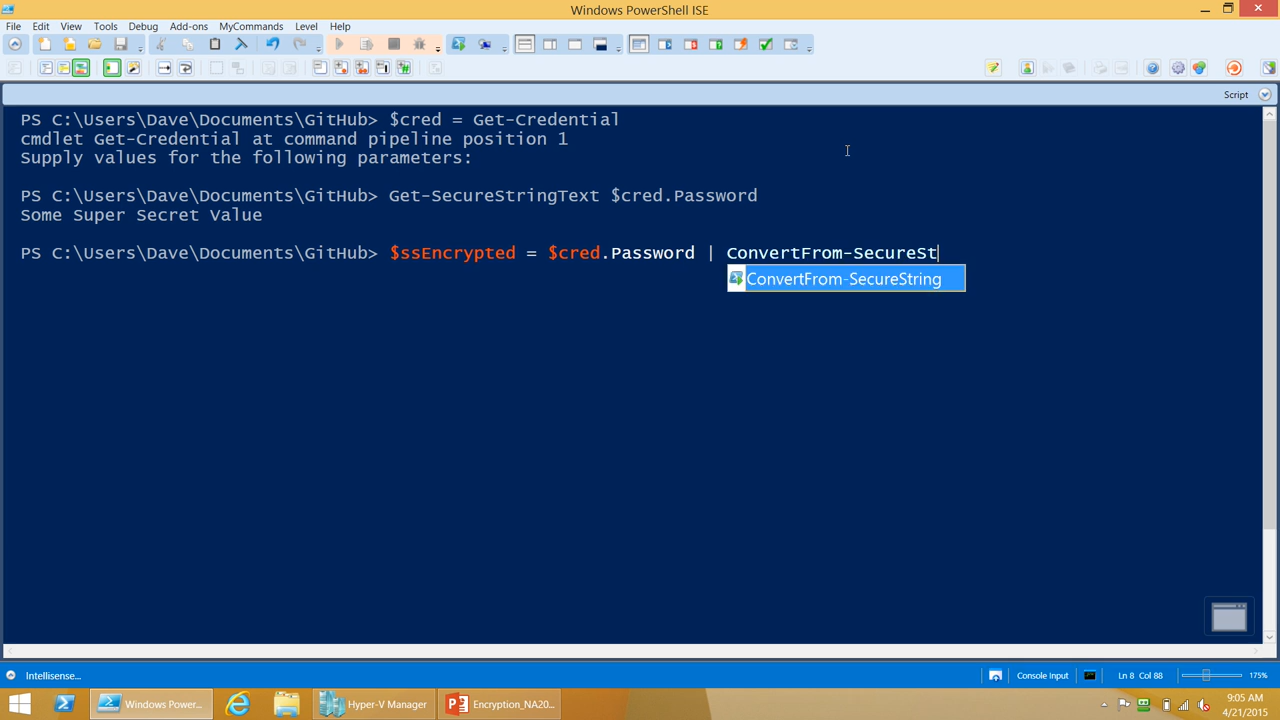 Windows PowerShell ISE
File Edit View Tools Debug Add-ons MyCommands Level Help
Script
PS C:\Users\Dave\Documents\GitHub> $cred = Get-Credential
cmdlet Get-Credential at command pipeline position 1
Supply values for the following parameters:
PS C:\Users\Dave\Documents\GitHub> Get-SecureStringText $cred.Password
Some Super Secret Value
PS C:\Users\Dave\Documents\GitHub> $ssEncrypted = $cred.Password | ConvertFrom-SecureSt
ConvertFrom-SecureString
Intellisense... Console Input Ln 8 Col 88 175%
Windows Power... Hyper-V Manager Encryption_NA20... 9:05 AM
4/21/2015